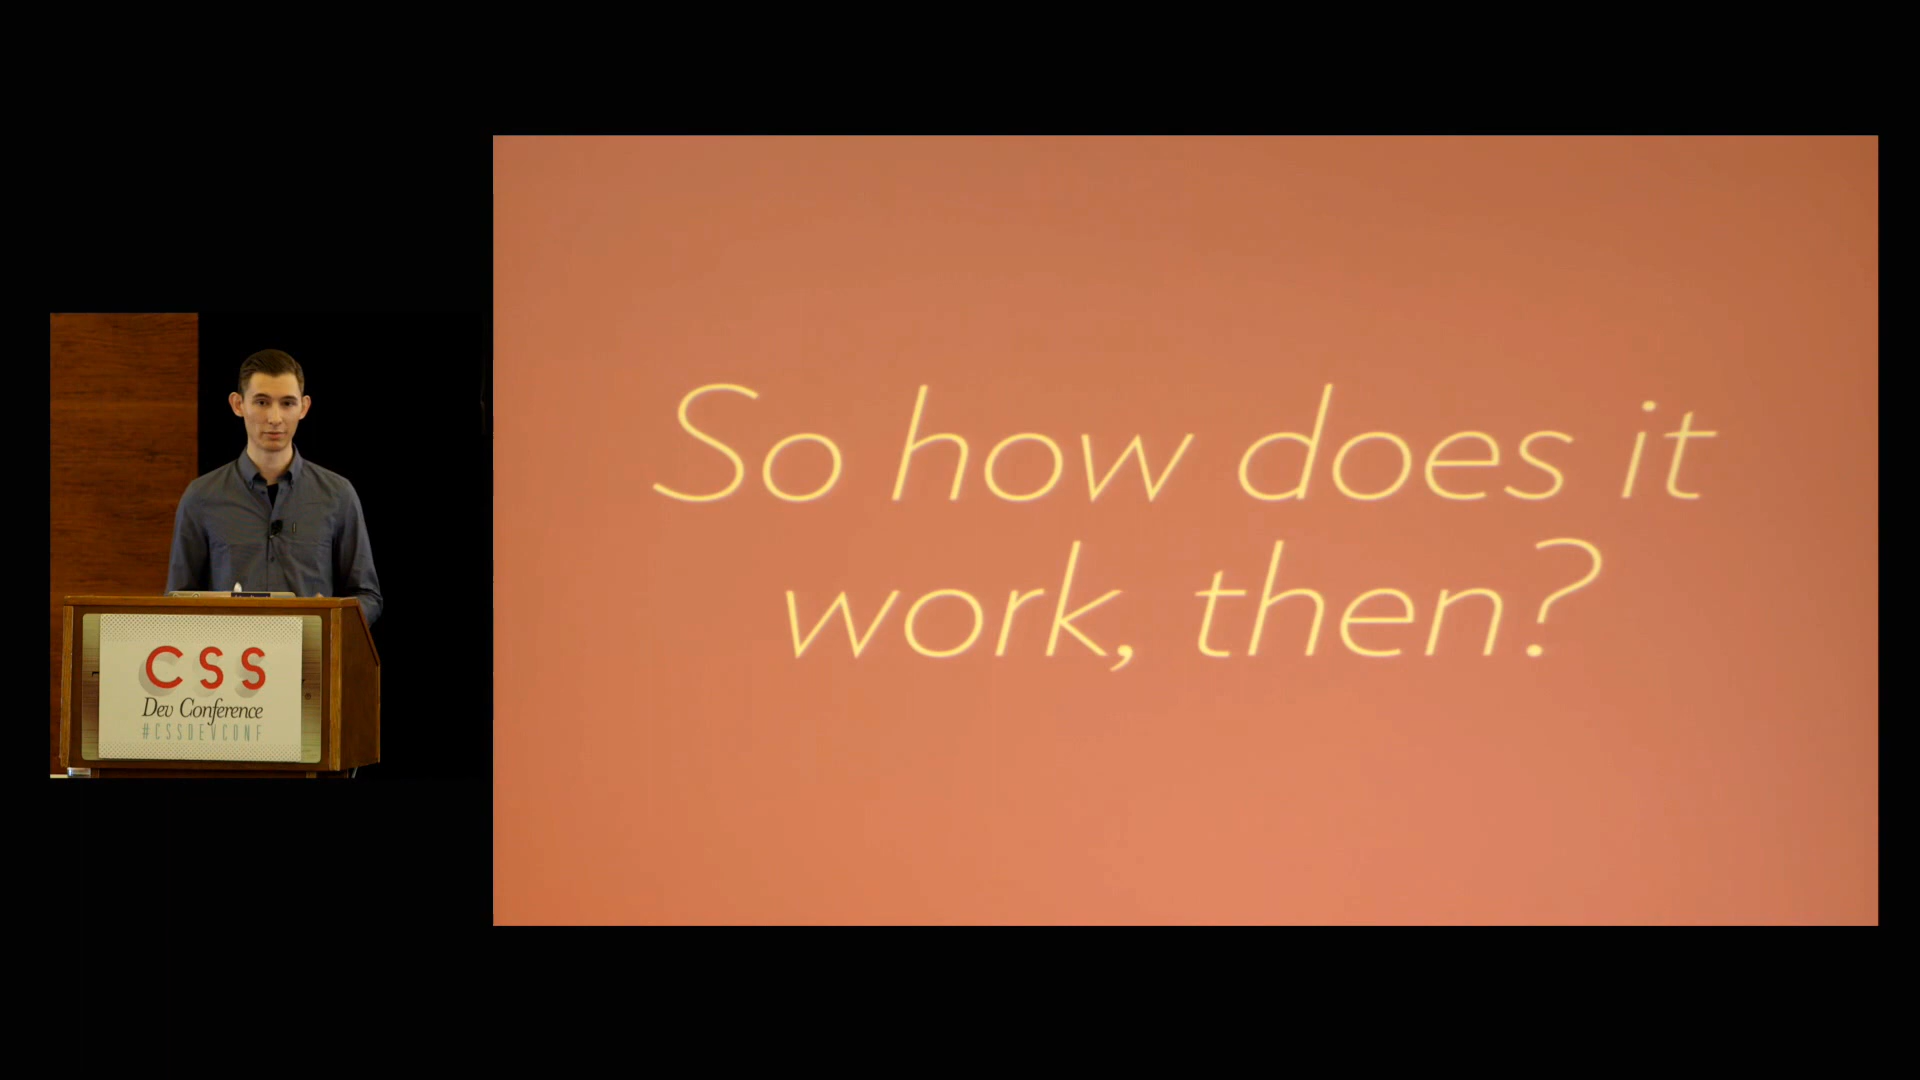 So how does it
work, then?
CSS
Dev Conference
#CSSDEVCONF